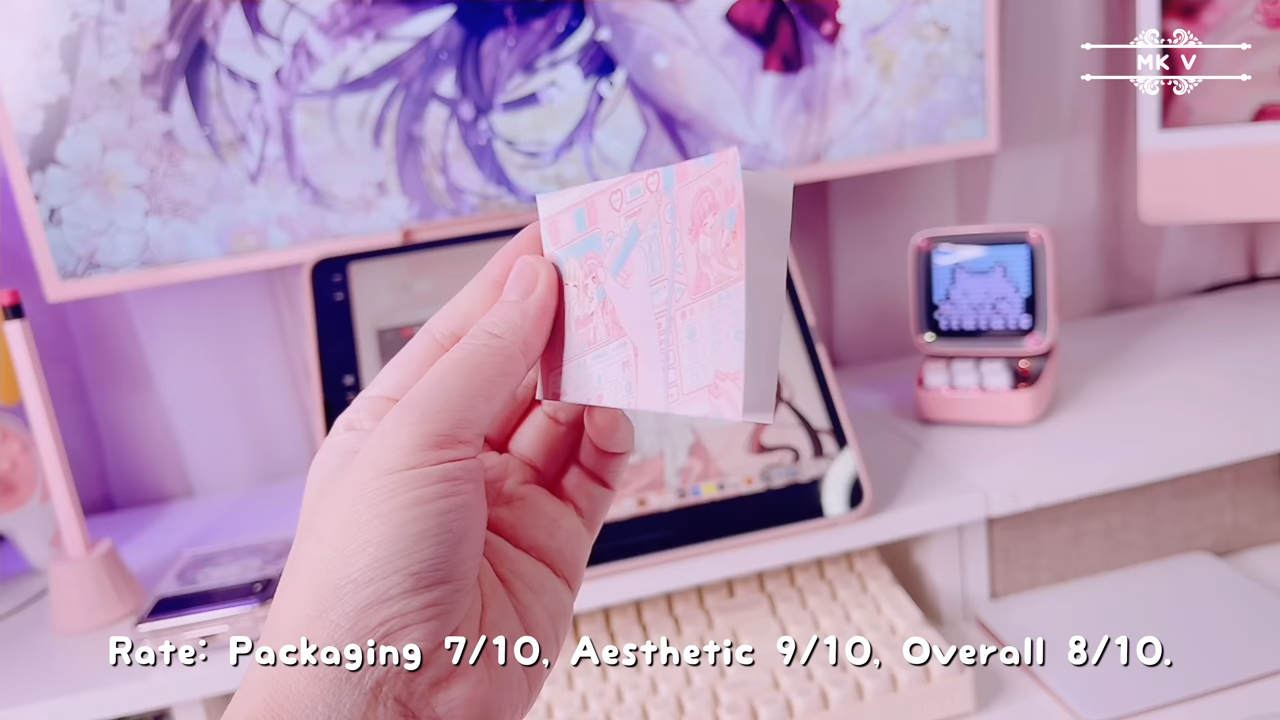 MK V
Rate: Packaging 7/10, Aesthetic 9/10, Overall 8/10.